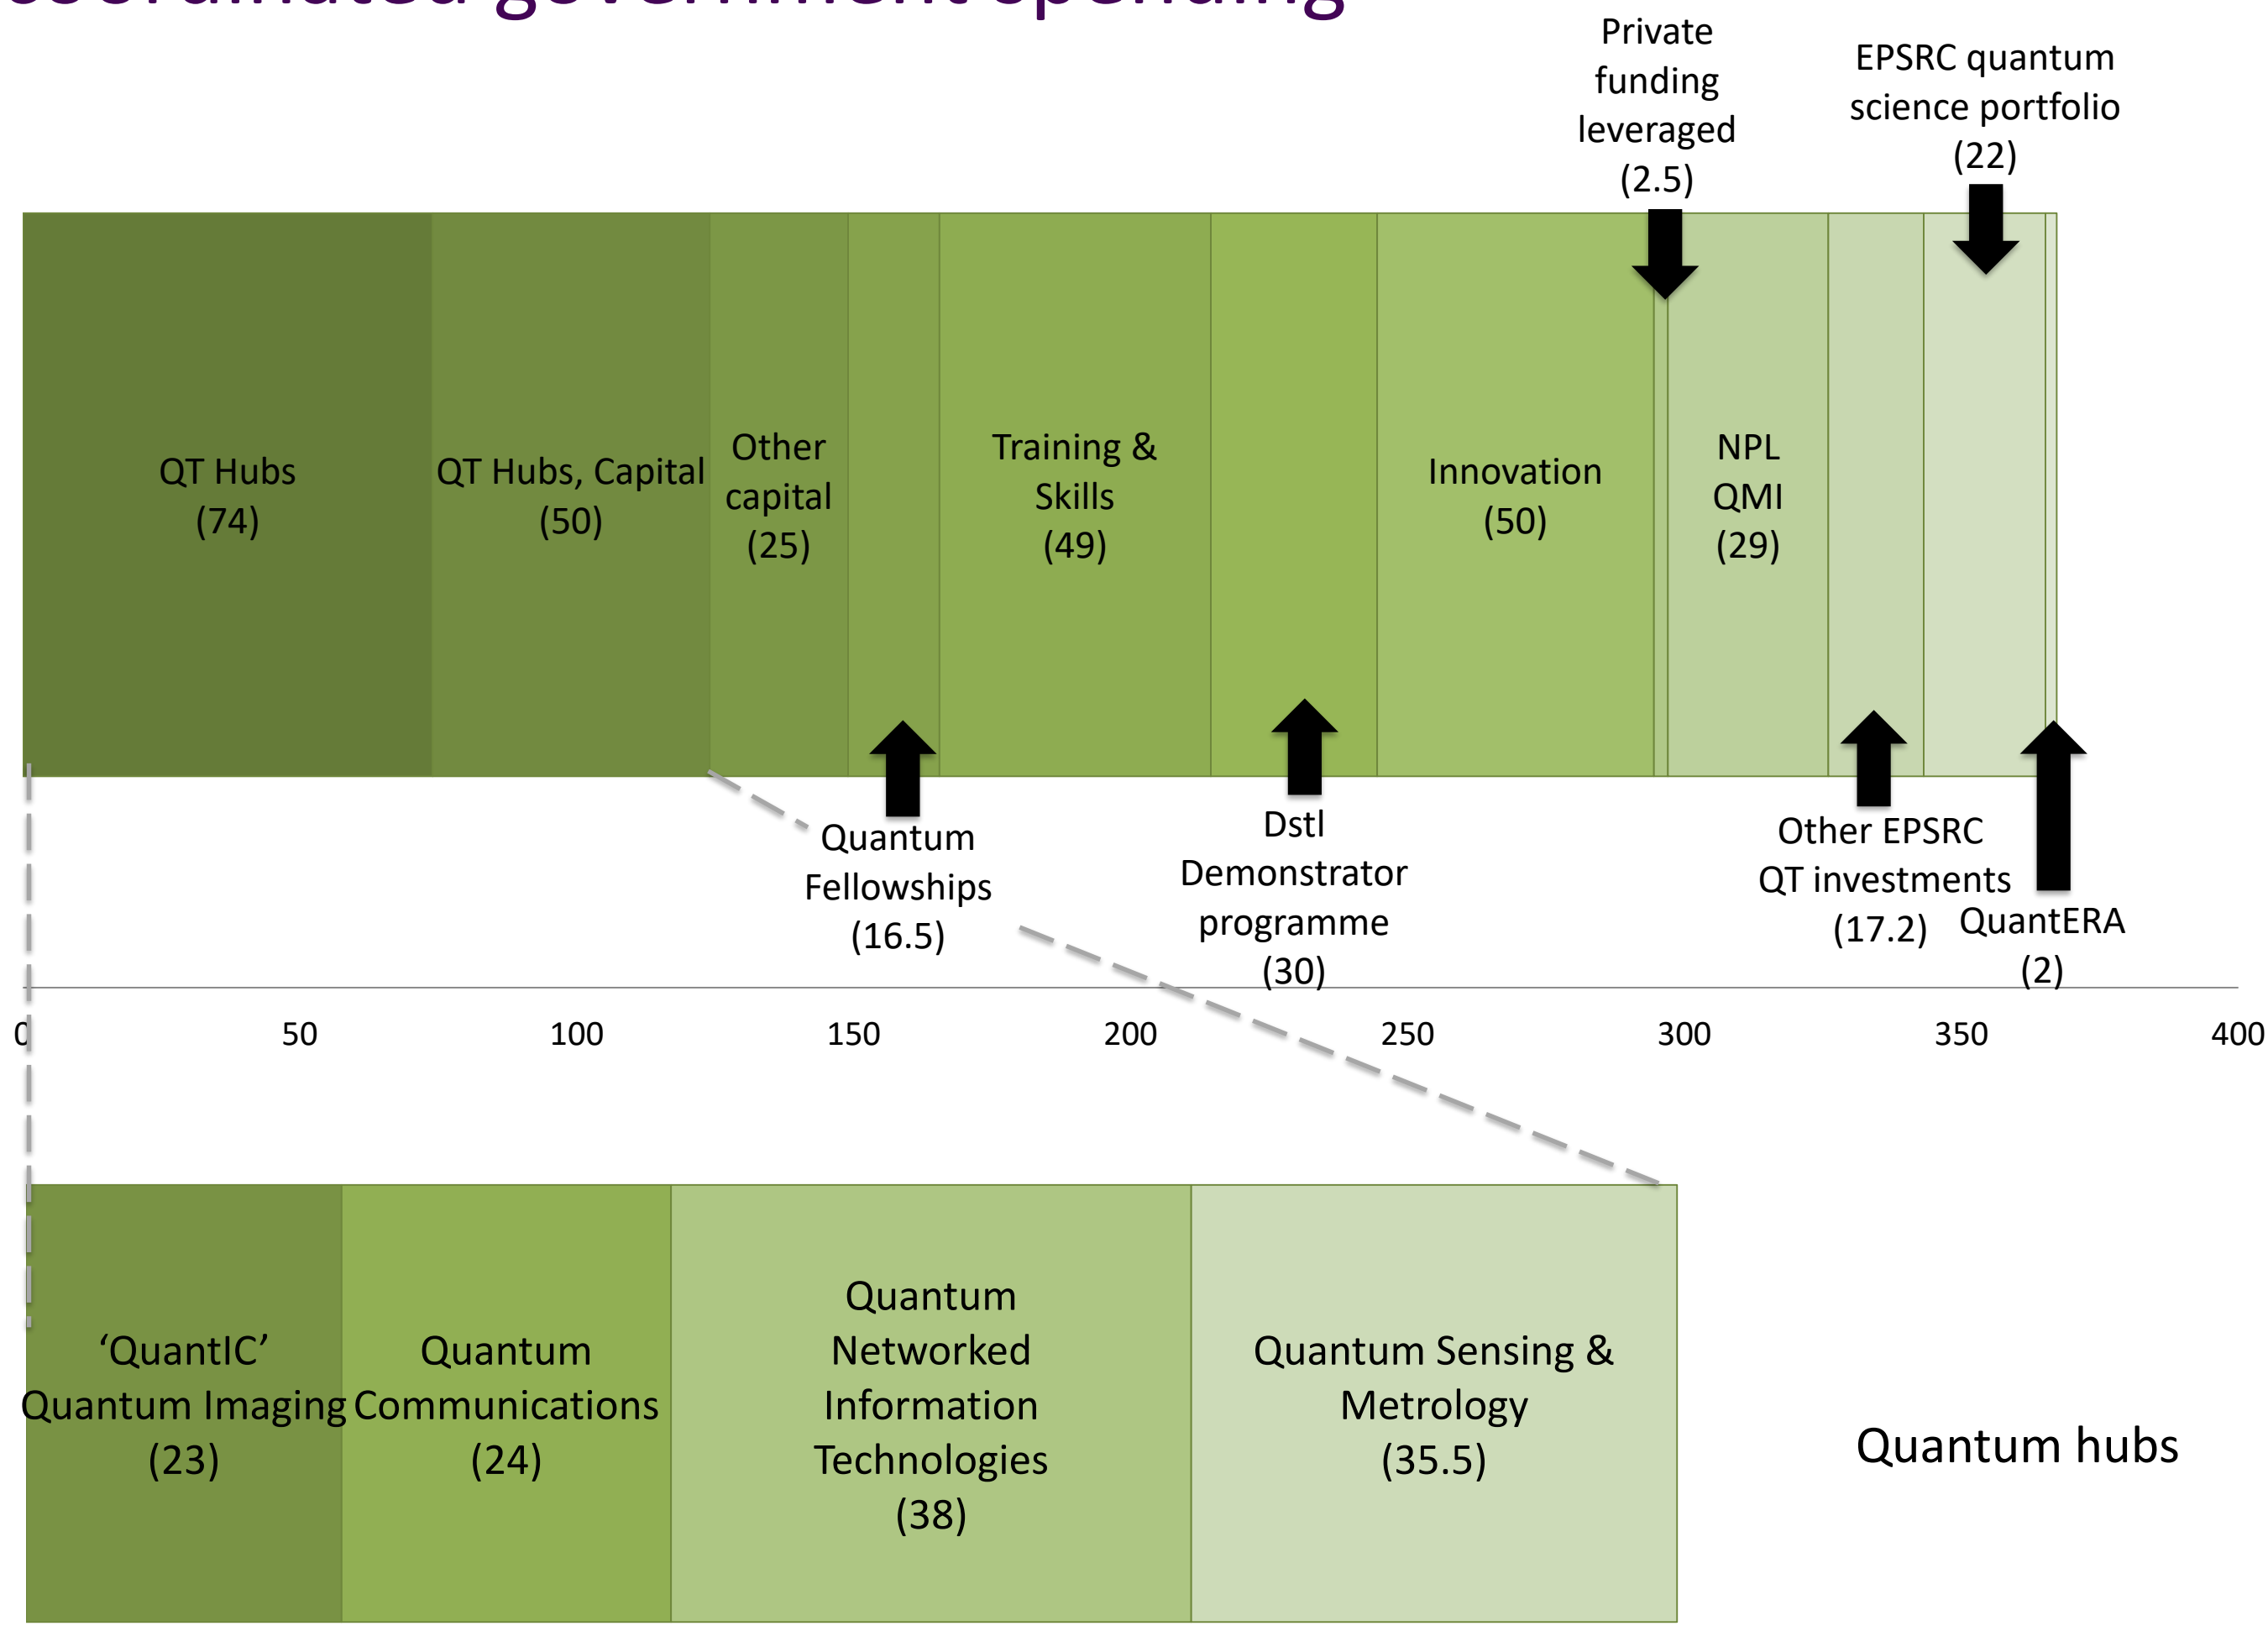 government spending
Private
funding
leveraged
(2.5)
EPSRC quantum
science portfolio
(22)
QT Hubs
(74)
QT Hubs, Capital
(50)
Other
capital
(25)
Training &
Skills
(49)
Innovation
(50)
NPL
QMI
(29)
Quantum
Fellowships
(16.5)
Dstl
Demonstrator
programme
(30)
Other EPSRC
QT investments
(17.2)
QuantERA
(2)
0 50 100 150 200 250 300 350 400
‘QuantIC’
Quantum Imaging
(23)
Quantum
Communications
(24)
Quantum
Networked
Information
Technologies
(38)
Quantum Sensing &
Metrology
(35.5)
Quantum hubs